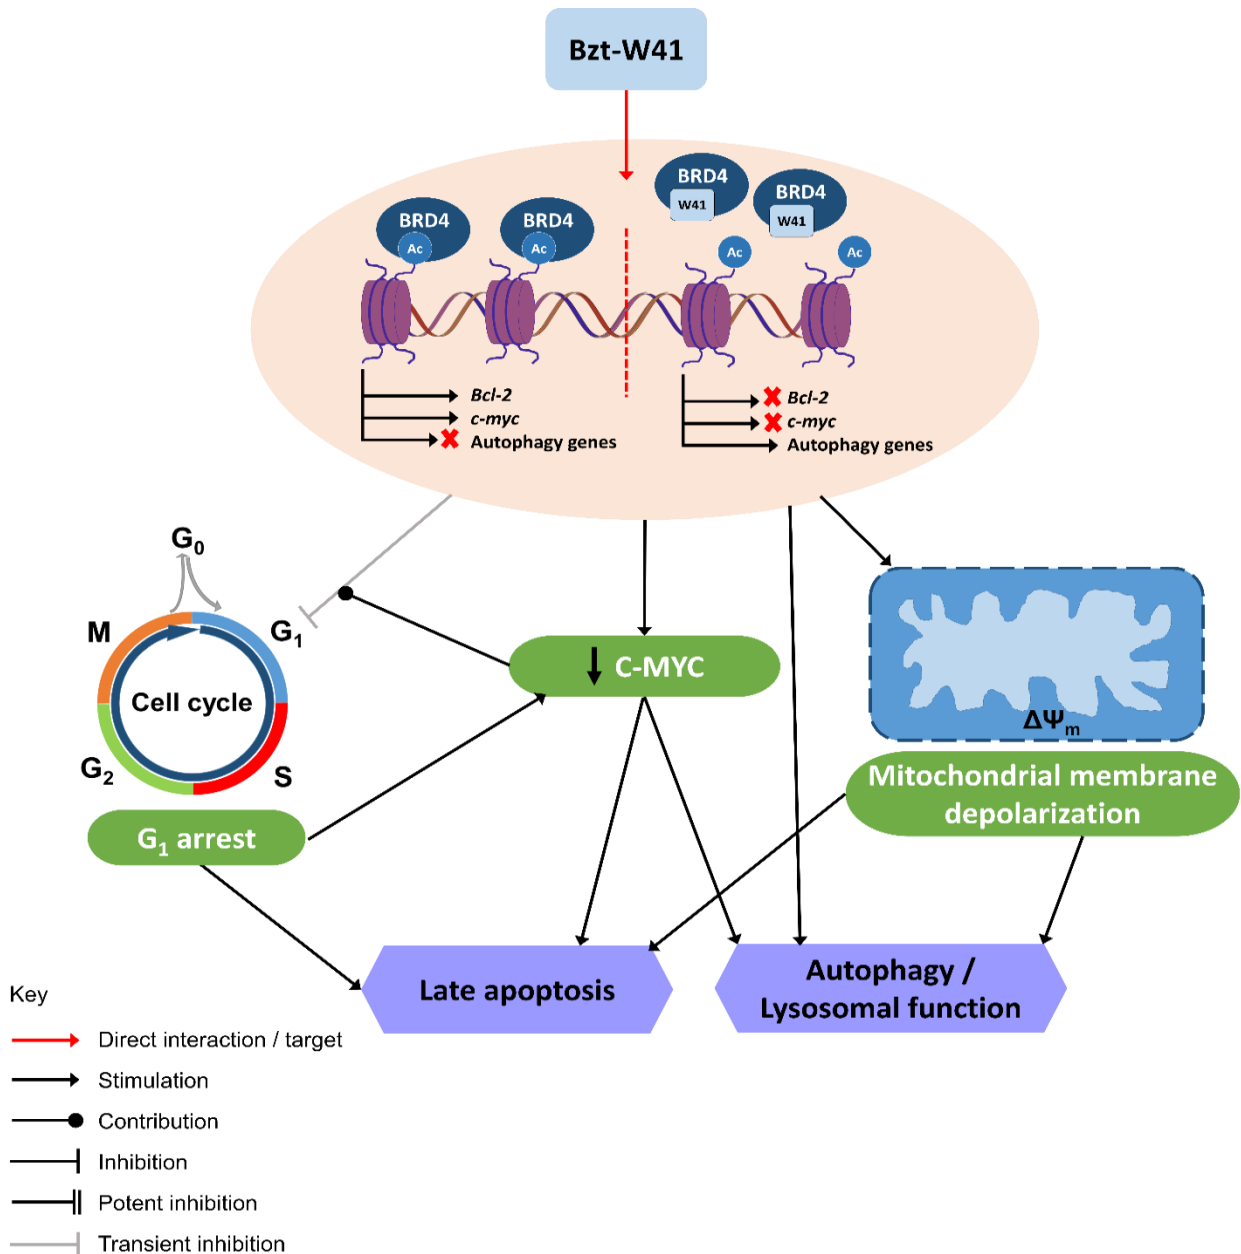 Bzt-W41
BRD4
Ac
BRD4
Ac
BRD4
W41
BRD4
W41
Ac
Ac
Bcl-2
c-myc
Autophagy genes
Bcl-2
c-myc
Autophagy genes
G0
M
G1
Cell cycle
G2
S
G1 arrest
C-MYC
ΔΨm
Mitochondrial membrane
depolarization
Late apoptosis
Autophagy /
Lysosomal function
Key
Direct interaction / target
Stimulation
Contribution
Inhibition
Potent inhibition
Transient inhibition